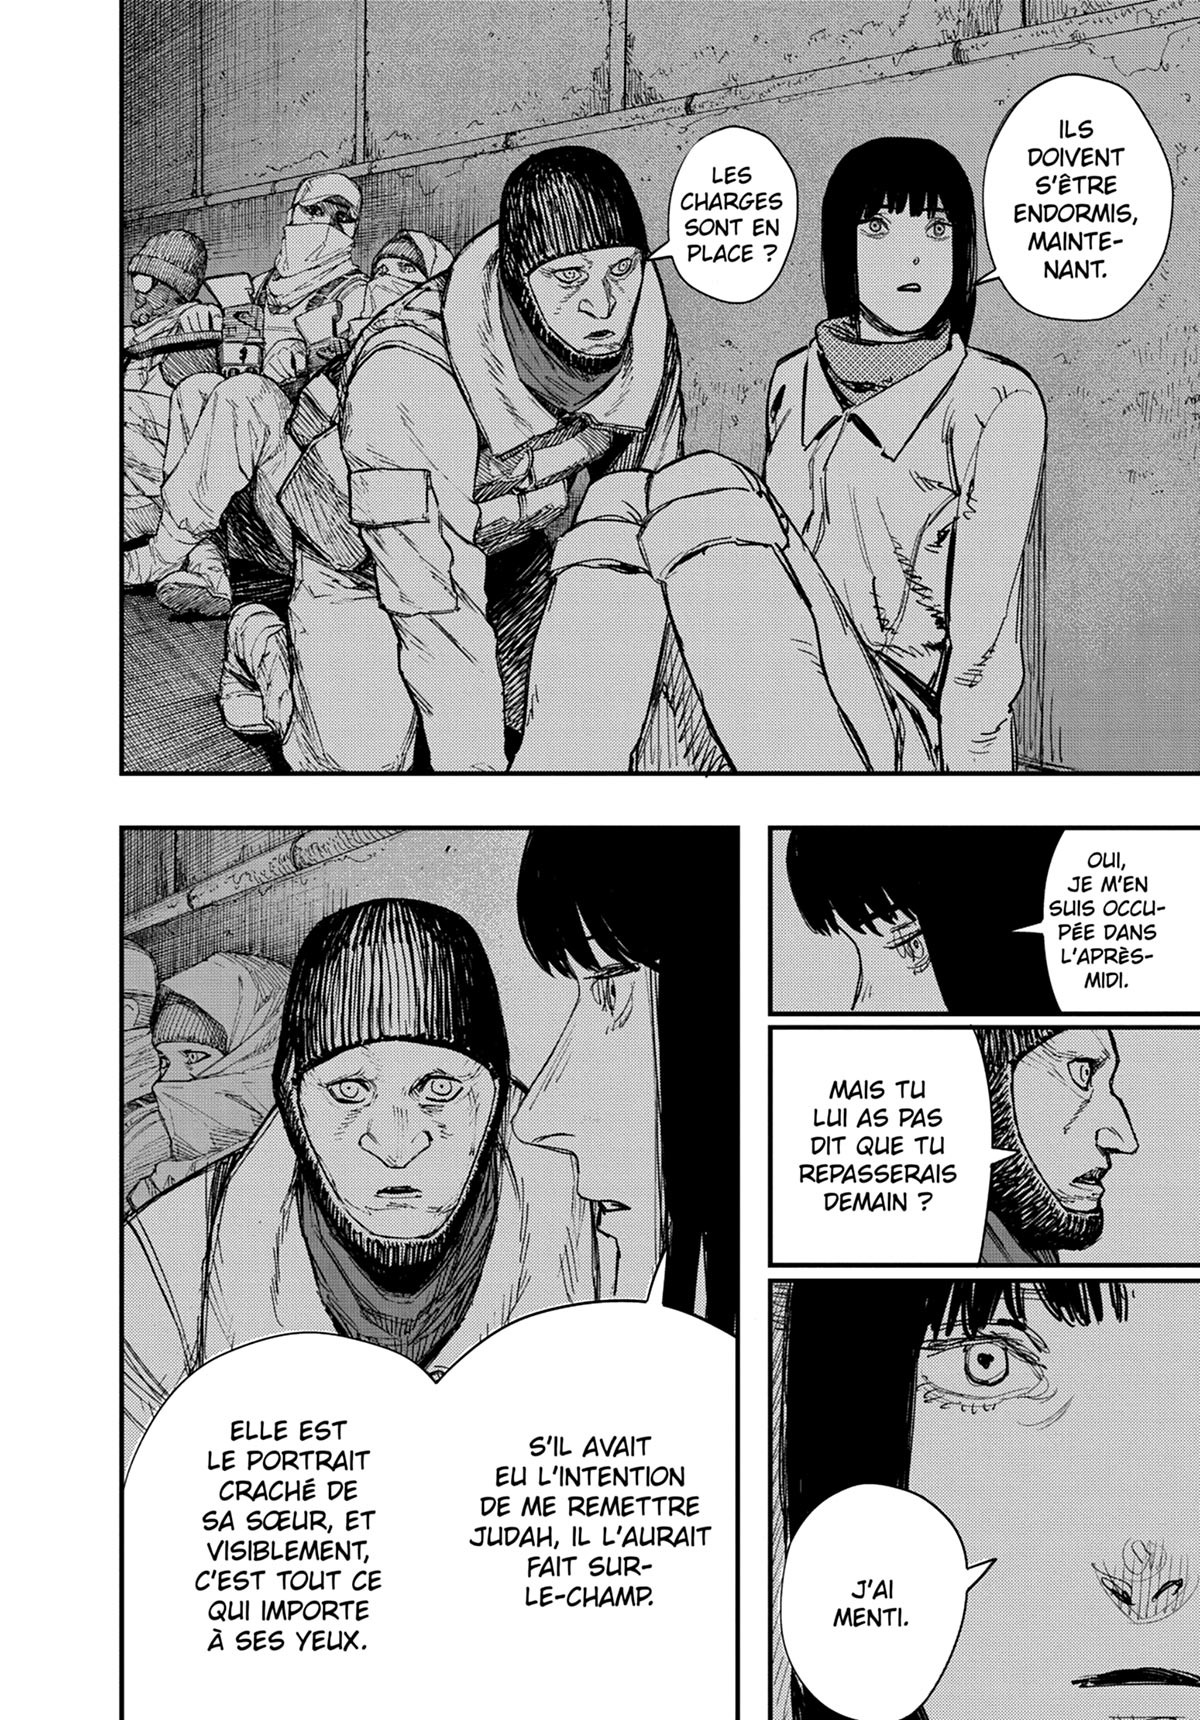 ILS
DOIVENT
S'ÊTRE
ENDORMIS,
MAINTE-
NANT.
LES
CHARGES
SONT EN
PLACE ?
OUI,
JE M'EN
SUIS OCCU-
PÉE DANS
L'APRÈS-
MIDI.
MAIS TU
LUI AS PAS
DIT QUE TU
REPASSERAIS
DEMAIN ?
J'AI
MENTI.
S'IL AVAIT
EU L'INTENTION
DE ME REMETTRE
JUDAH, IL L'AURAIT
FAIT SUR-
LE-CHAMP.
ELLE EST
LE PORTRAIT
CRACHÉ DE
SA SŒUR, ET
VISIBLEMENT,
C'EST TOUT CE
QUI IMPORTE
À SES YEUX.